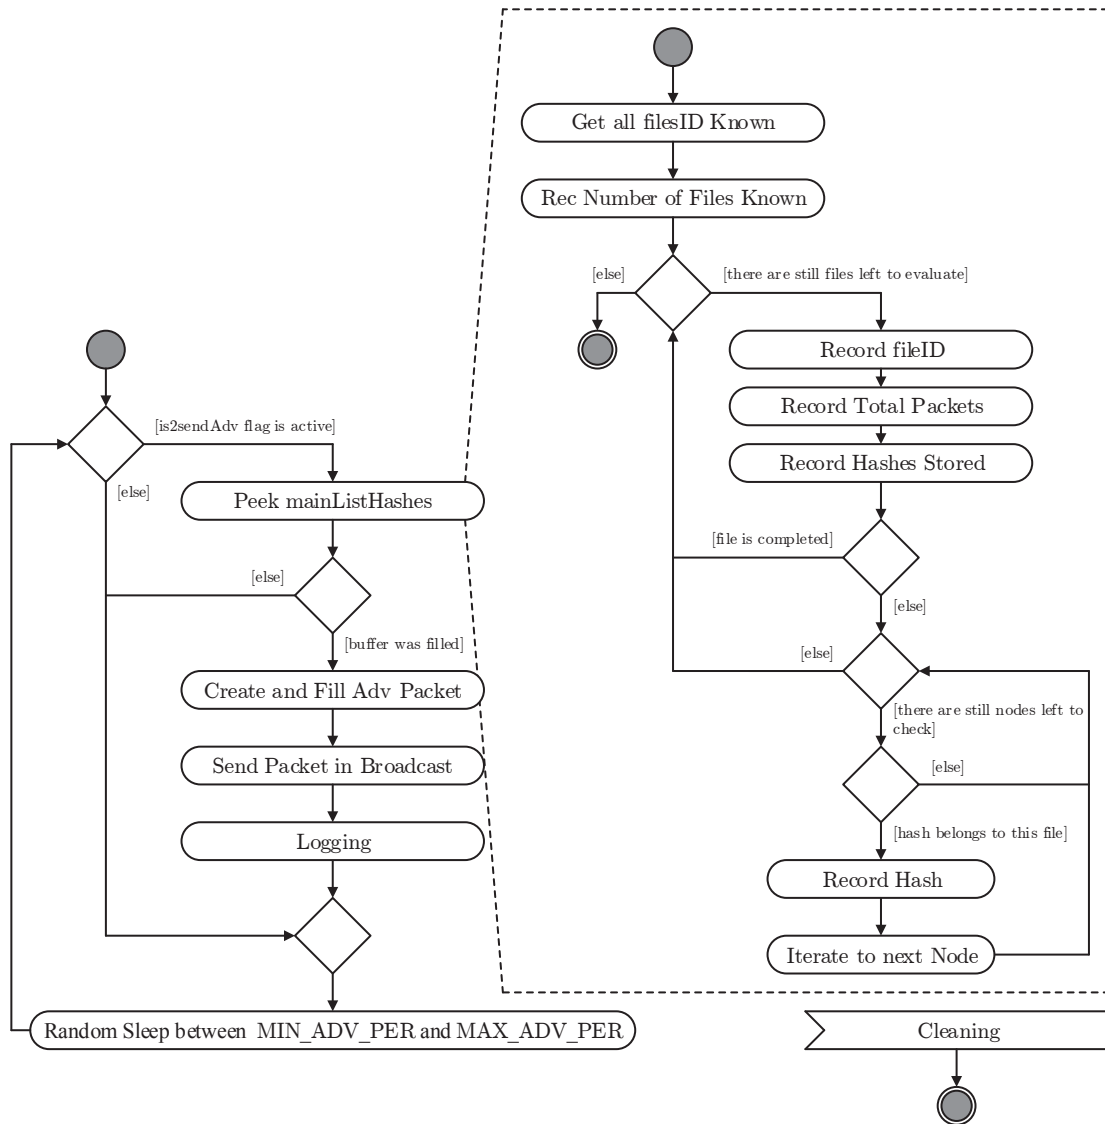 Get all filesID Known
Rec Number of Files Known
[else]
[there are still files left to evaluate]
Record fileID
Record Total Packets
Record Hashes Stored
[file is completed]
[else]
[else]
[there are still nodes left to
check]
[else]
[hash belongs to this file]
Record Hash
Iterate to next Node
[is2sendAdv flag is active]
[else]
Peek mainListHashes
[else]
[buffer was filled]
Create and Fill Adv Packet
Send Packet in Broadcast
Logging
Random Sleep between MIN_ADV_PER and MAX_ADV_PER
Cleaning